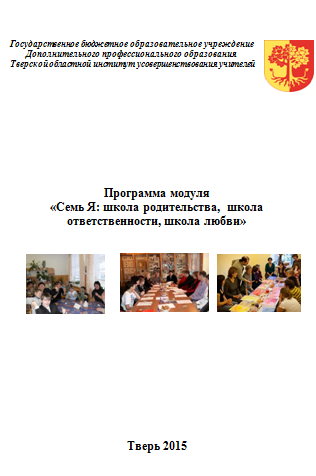 Государственное бюджетное образовательное учреждение
Дополнительного профессионального образования
Тверской областной институт усовершенствования учителей
Программа модуля
«Семь Я: школа родительства, школа
ответственности, школа любви»
Тверь 2015